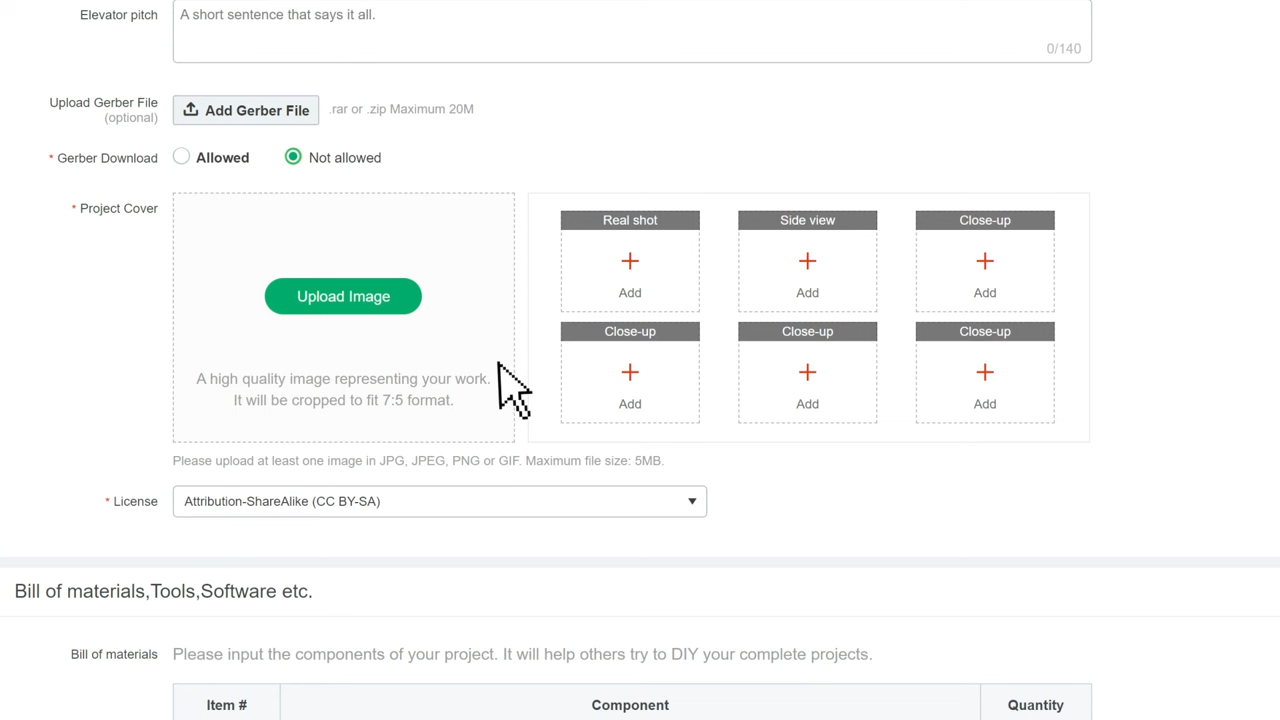 Elevator pitch
A short sentence that says it all.
0/140
Upload Gerber File
(optional)
Add Gerber File
.rar or .zip Maximum 20M
* Gerber Download
Allowed
Not allowed
* Project Cover
Upload Image
A high quality image representing your work.
It will be cropped to fit 7:5 format.
Real shot
Side view
Close-up
Add
Add
Add
Close-up
Close-up
Close-up
Add
Add
Add
Please upload at least one image in JPG, JPEG, PNG or GIF. Maximum file size: 5MB.
* License
Attribution-ShareAlike (CC BY-SA)
Bill of materials,Tools,Software etc.
Bill of materials
Please input the components of your project. It will help others try to DIY your complete projects.
Item #
Component
Quantity